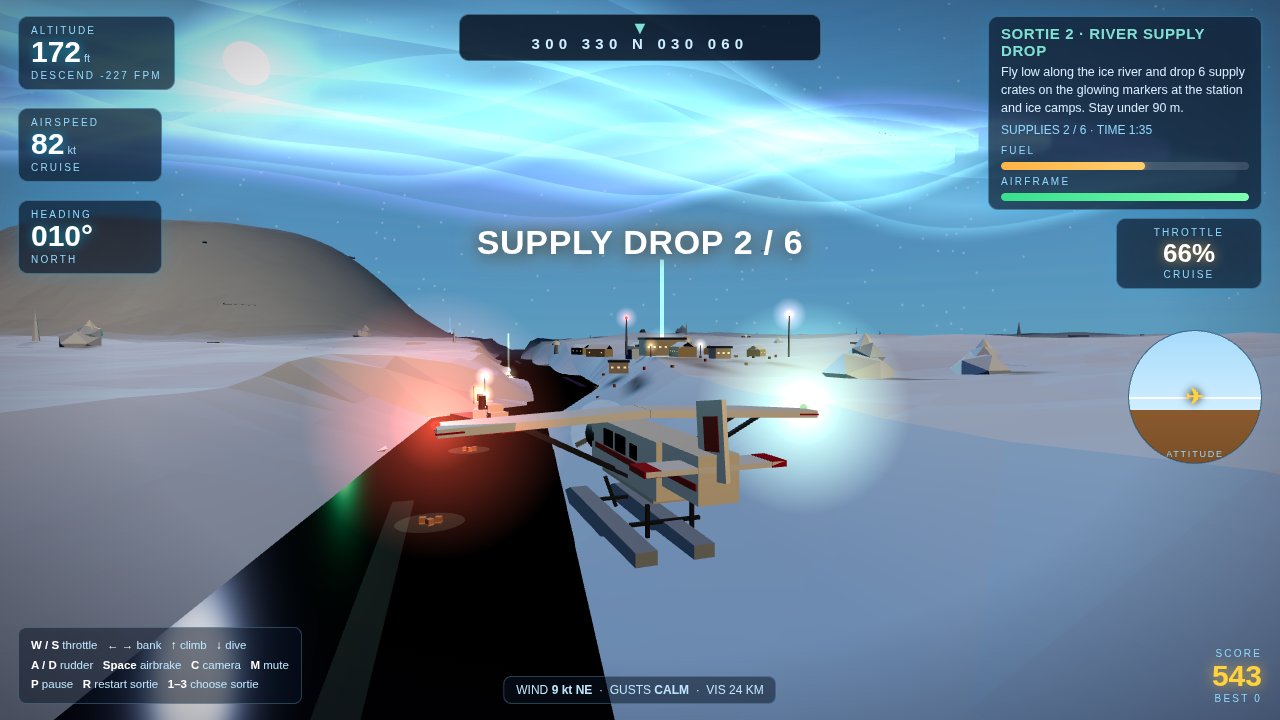 ALTITUDE
172 ft
DESCEND -227 FPM
AIRSPEED
82 kt
CRUISE
HEADING
010°
NORTH
▼
300 330 N 030 060
SORTIE 2 · RIVER SUPPLY
DROP
Fly low along the ice river and drop 6 supply
crates on the glowing markers at the station
and ice camps. Stay under 90 m.
SUPPLIES 2 / 6 · TIME 1:35
FUEL
AIRFRAME
THROTTLE
66%
CRUISE
SUPPLY DROP 2 / 6
ATTITUDE
W / S throttle ← → bank ↑ climb ↓ dive
A / D rudder Space airbrake C camera M mute
P pause R restart sortie 1–3 choose sortie
WIND 9 kt NE · GUSTS CALM · VIS 24 KM
SCORE
543
BEST 0